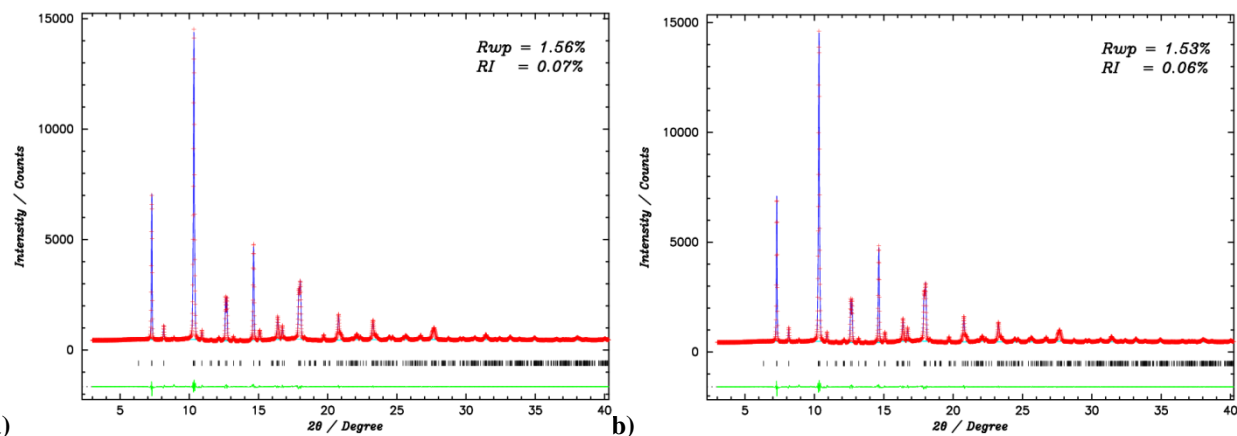 15000
10000
5000
0
Intensity / Counts
Rwp = 1.56%
RI = 0.07%
5 10 15 20 25 30 35 40
2θ / Degree
)
15000
10000
5000
0
Intensity / Counts
Rwp = 1.53%
RI = 0.06%
5 10 15 20 25 30 35 40
2θ / Degree
b)